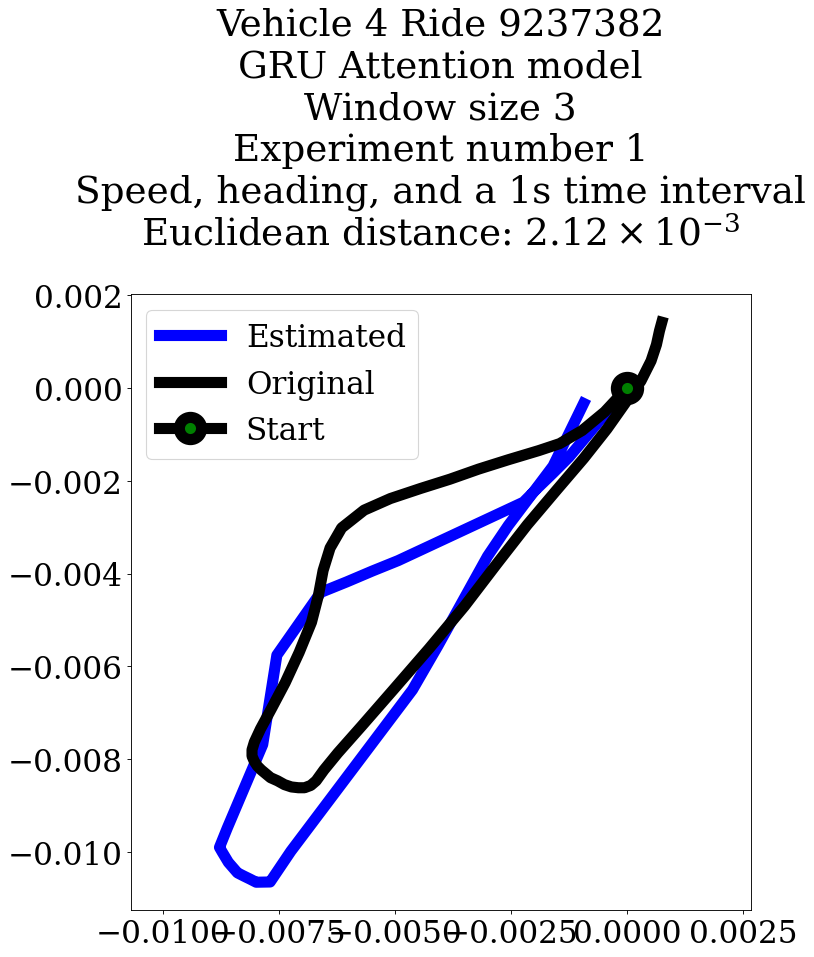 Vehicle 4 Ride 9237382
GRU Attention model
Window size 3
Experiment number 1
Speed, heading, and a 1s time interval
Euclidean distance: 2.12 × 10⁻³
0.002
0.000
−0.002
−0.004
−0.006
−0.008
−0.010
Estimated
Original
Start
−0.0100 −0.0075 −0.0050 −0.0025 0.0000 0.0025